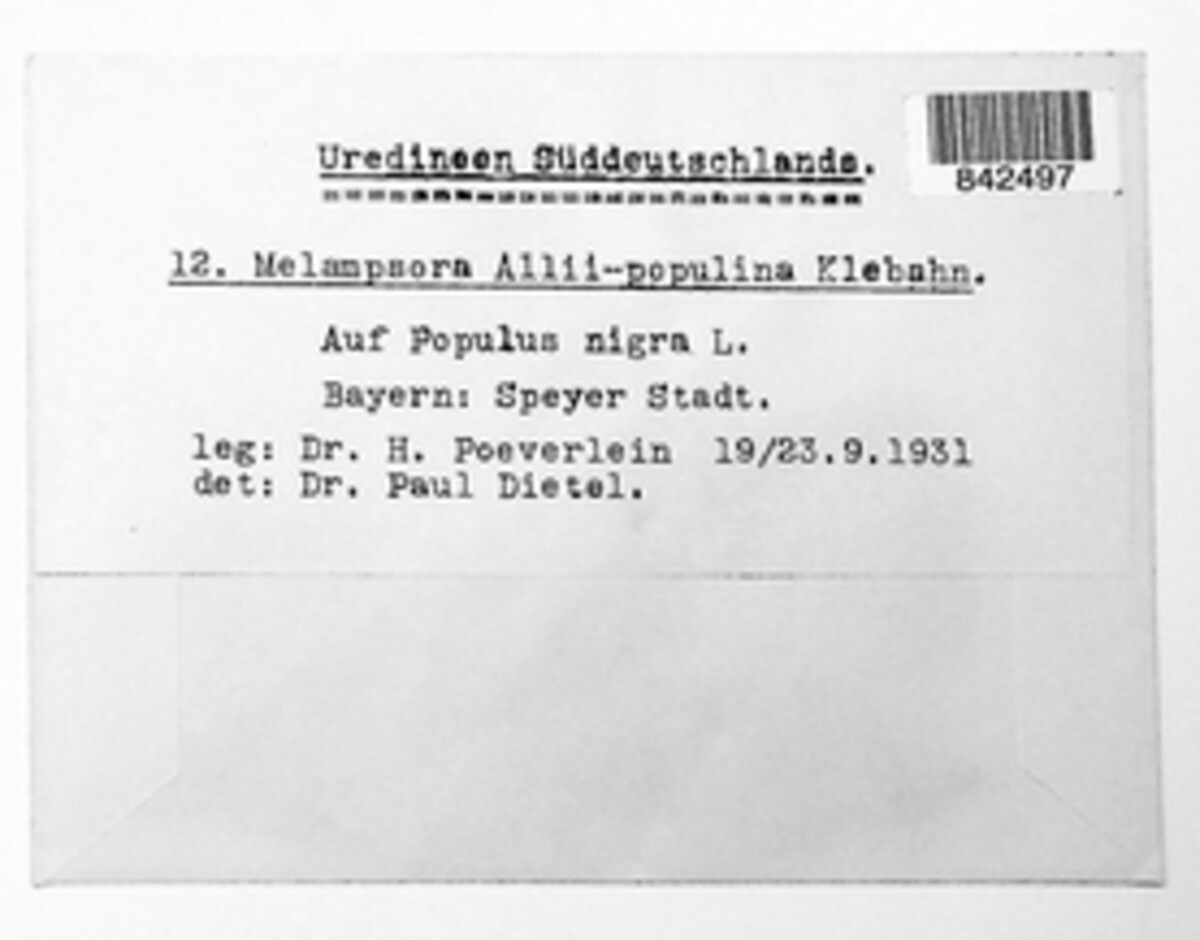 842497
Uredineen Süddeutschlands.
12. Melampsora Allii-populina Klebahn.
Auf Populus nigra L.
Bayern: Speyer Stadt.
leg: Dr. H. Poeverlein 19/23.9.1931
det: Dr. Paul Dietel.